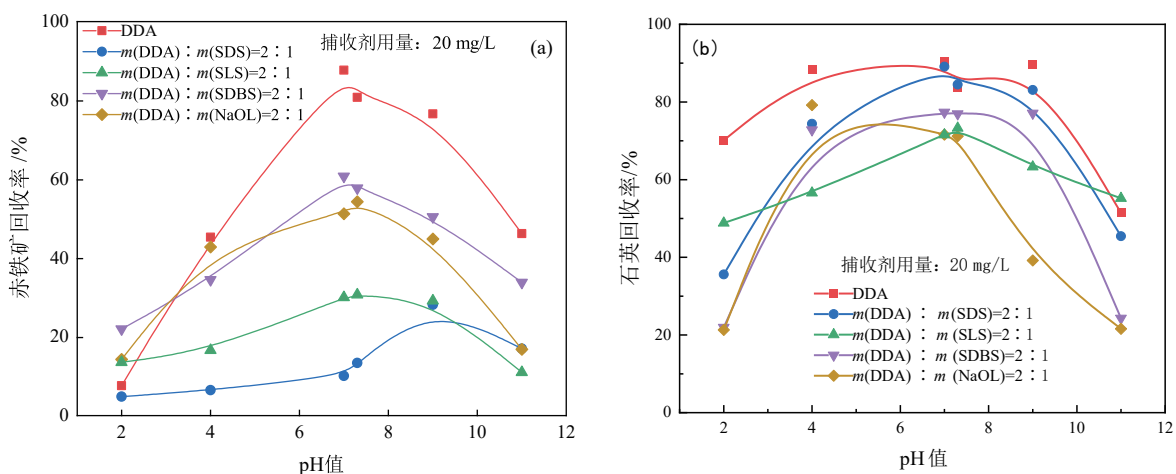 100
80
60
40
20
0
赤铁矿回收率/%
DDA
m(DDA)∶m(SDS)=2∶1
m(DDA)∶m(SLS)=2∶1
m(DDA)∶m(SDBS)=2∶1
m(DDA)∶m(NaOL)=2∶1
捕收剂用量：20 mg/L
(a)
2 4 6 8 10 12
pH值
100
80
60
40
20
0
石英回收率/%
(b)
捕收剂用量：20 mg/L
DDA
m(DDA)∶m(SDS)=2∶1
m(DDA)∶m(SLS)=2∶1
m(DDA)∶m(SDBS)=2∶1
m(DDA)∶m(NaOL)=2∶1
2 4 6 8 10 12
pH值